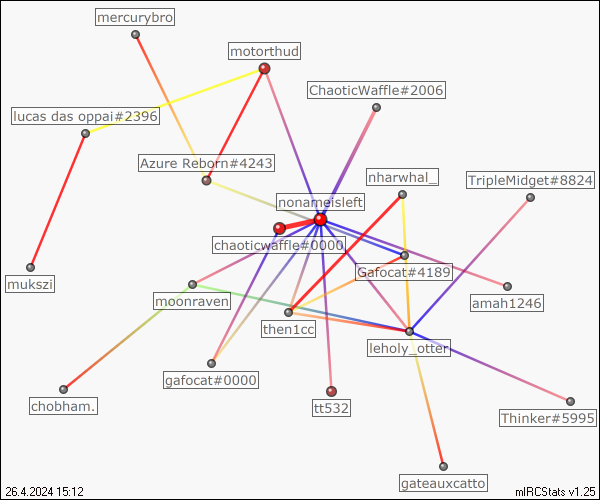 mercurybro
motorthud
ChaoticWaffle#2006
lucas das oppai#2396
Azure Reborn#4243
nharwhal_
TripleMidget#8824
nonameisleft
chaoticwaffle#0000
Gafocat#4189
mukszi
moonraven
amah1246
then1cc
leholy_otter
gafocat#0000
chobham.
tt532
Thinker#5995
gateauxcatto
26.4.2024 15:12
mIRCStats v1.25